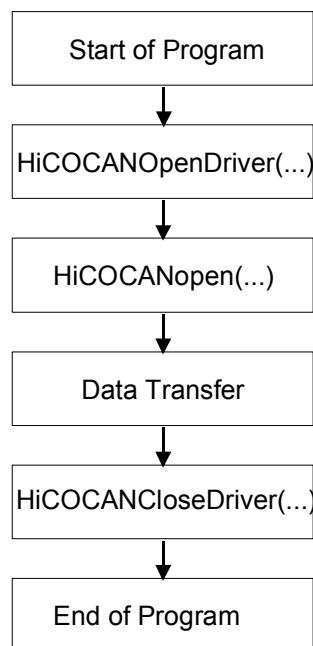 Start of Program
HiCOCANOpenDriver(...)
HiCOCANopen(...)
Data Transfer
HiCOCANCloseDriver(...)
End of Program